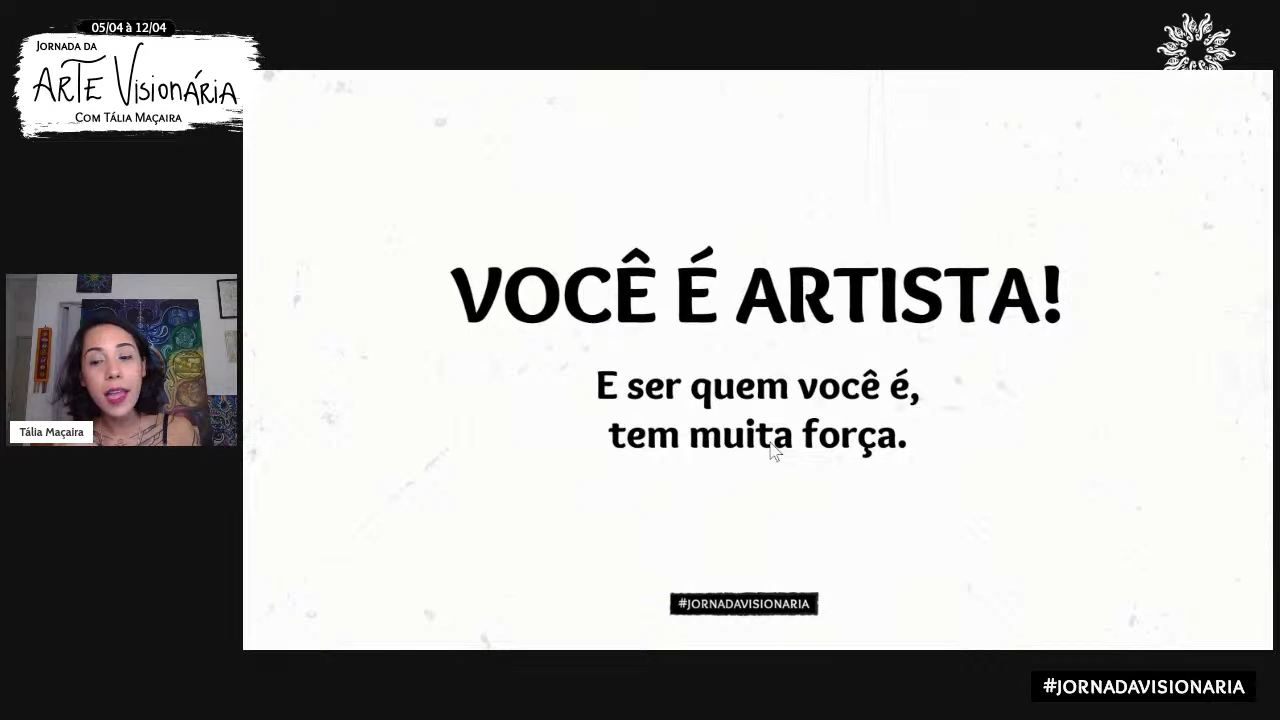 05/04 à 12/04
JORNADA DA
ARTE VISIONÁRIA
COM TÁLIA MAÇAIRA
VOCÊ É ARTISTA!
E ser quem você é,
tem muita força.
Tália Maçaira
#JORNADAVISIONARIA
#JORNADAVISIONARIA